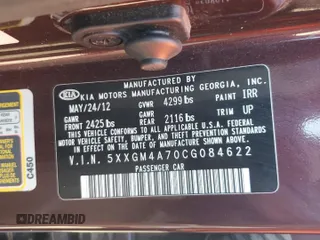 MANUFACTURED BY
KIA KIA MOTORS MANUFACTURING GEORGIA, INC.
MAY/24/12 GVWR 4299 lbs PAINT IRR
GAWR FRONT 2425 lbs GAWR REAR 2116 lbs TRIM UP
THIS VEHICLE CONFORMS TO ALL APPLICABLE U.S. FEDERAL
MOTOR VEHICLE SAFETY, BUMPER, AND THEFT PREVENTION
STANDARDS IN EFFECT ON THE DATE OF MANUFACTURE SHOWN ABOVE.
V.I.N. 5XXGM4A70CG084622
PASSENGER CAR
C450
DREAMBID